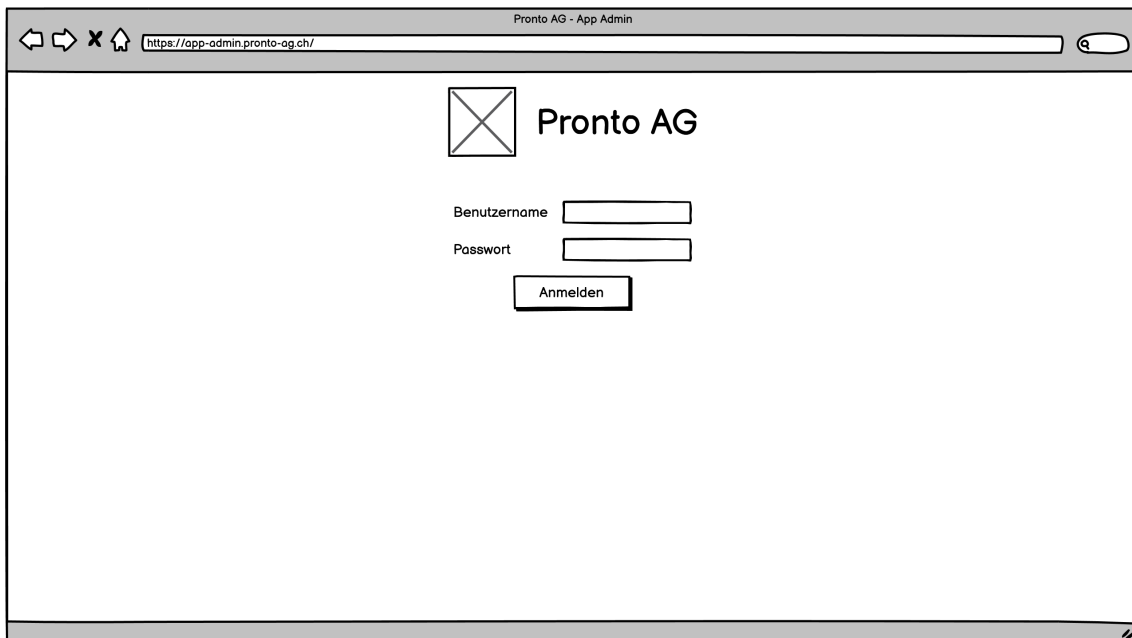 Pronto AG - App Admin
https://app-admin.pronto-ag.ch/
Pronto AG
Benutzername
Passwort
Anmelden